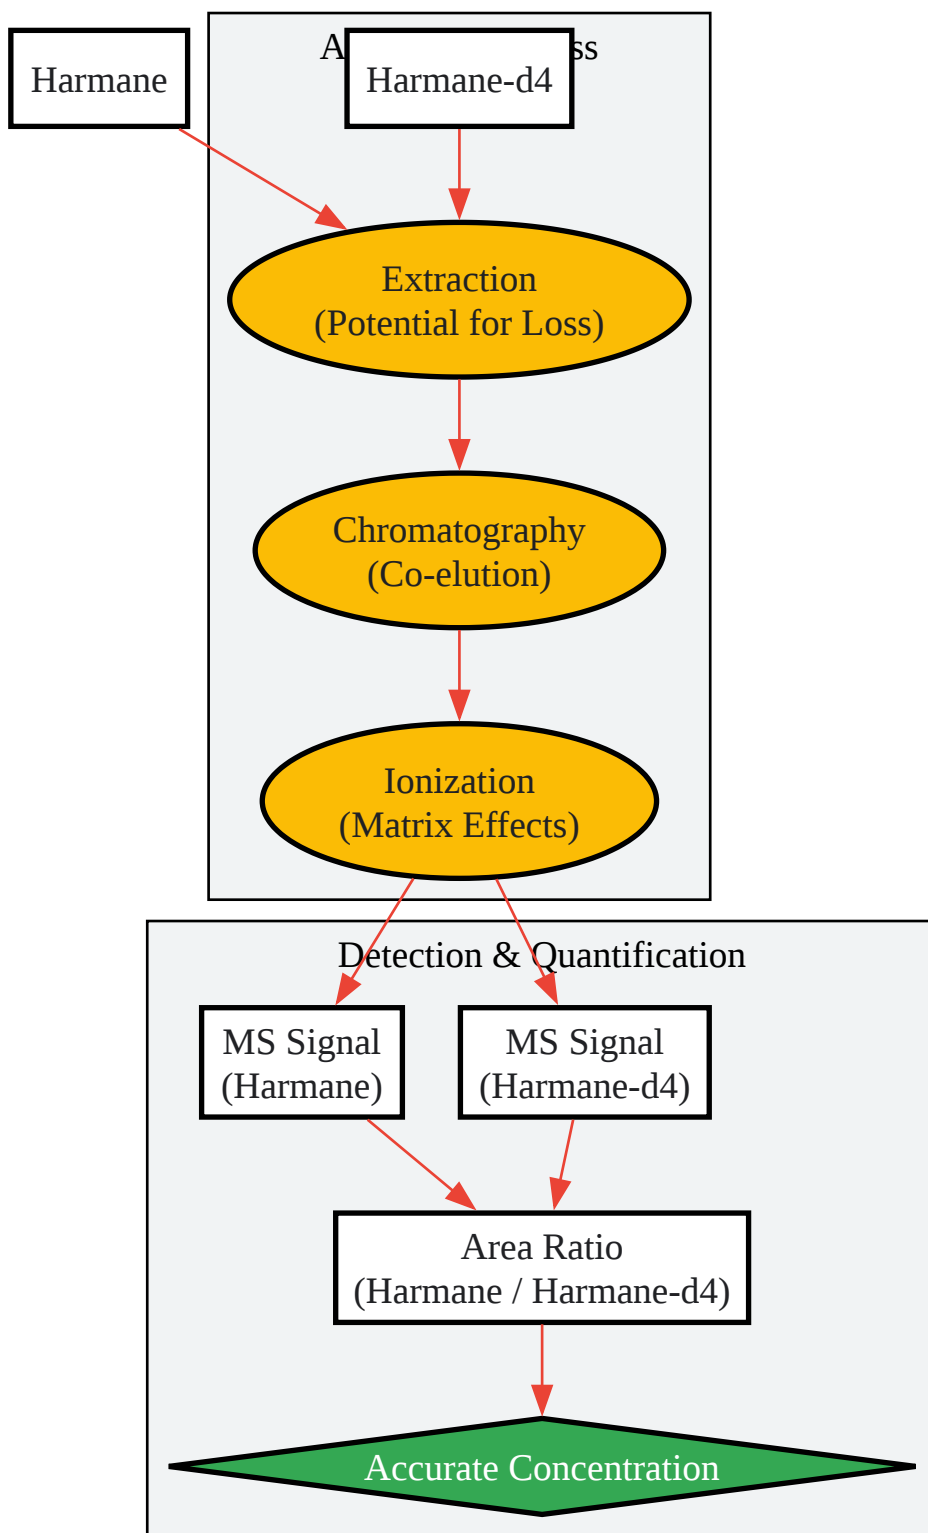 Harmane
Harmane-d4
Extraction
(Potential for Loss)
Chromatography
(Co-elution)
Ionization
(Matrix Effects)
Detection & Quantification
MS Signal
(Harmane)
MS Signal
(Harmane-d4)
Area Ratio
(Harmane / Harmane-d4)
Accurate Concentration